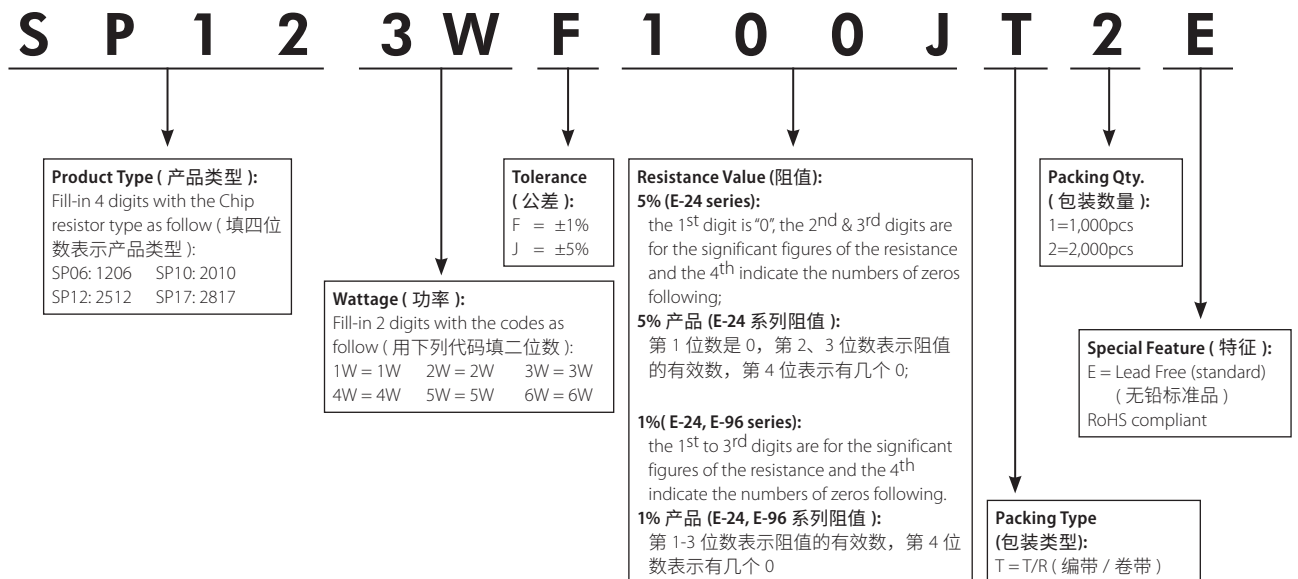 S P 1 2 3 W F 1 0 0 J T 2 E
Product Type ( 产品类型 ):
Fill-in 4 digits with the Chip
resistor type as follow ( 填四位
数表示产品类型 ):
SP06: 1206 SP10: 2010
SP12: 2512 SP17: 2817
Wattage ( 功率 ):
Fill-in 2 digits with the codes as
follow ( 用下列代码填二位数 ):
1W = 1W 2W = 2W 3W = 3W
4W = 4W 5W = 5W 6W = 6W
Tolerance
( 公差 ):
F = ±1%
J = ±5%
Resistance Value (阻值):
5% (E-24 series):
the 1st digit is "0", the 2nd & 3rd digits are
for the significant figures of the resistance
and the 4th indicate the numbers of zeros
following;
5% 产品 (E-24 系列阻值 ):
第 1 位数是 0，第 2、3 位数表示阻值
的有效数，第 4 位表示有几个 0;
1%( E-24, E-96 series):
the 1st to 3rd digits are for the significant
figures of the resistance and the 4th
indicate the numbers of zeros following.
1% 产品 (E-24, E-96 系列阻值 ):
第 1-3 位数表示阻值的有效数，第 4 位
数表示有几个 0
Packing Type
(包装类型):
T = T/R ( 编带 / 卷带 )
Packing Qty.
( 包装数量 ):
1=1,000pcs
2=2,000pcs
Special Feature ( 特征 ):
E = Lead Free (standard)
( 无铅标准品 )
RoHS compliant